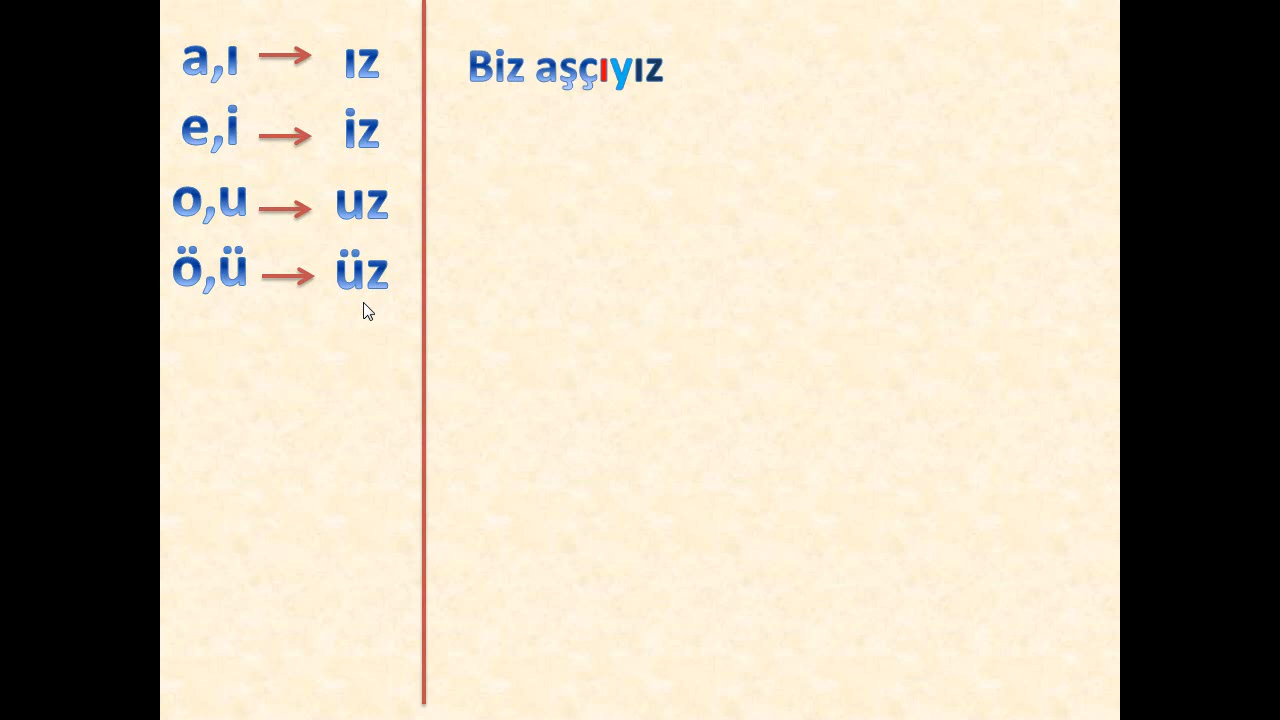 a,ı → ız
e,i → iz
o,u → uz
ö,ü → üz
Biz aşçıyız